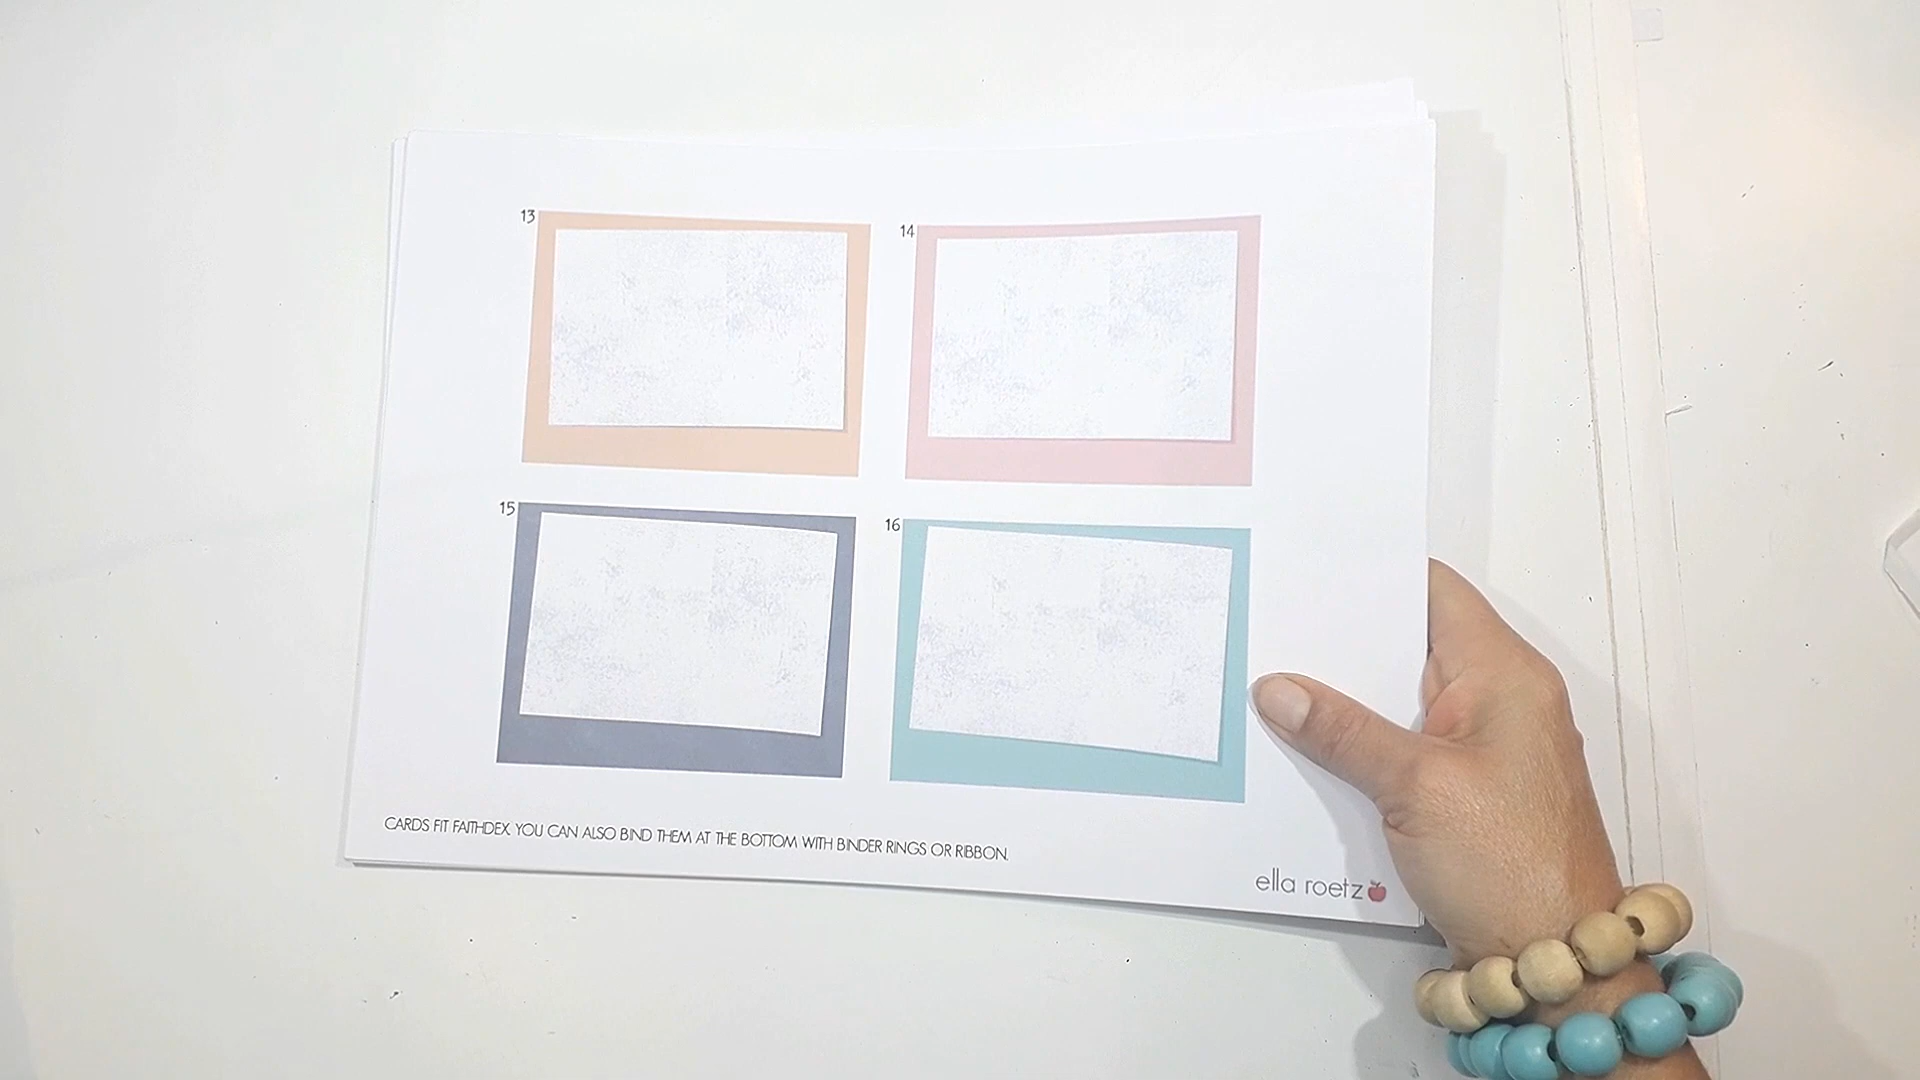 13
14
15
16
CARDS FIT FAITHDEX. YOU CAN ALSO BIND THEM AT THE BOTTOM WITH BINDER RINGS OR RIBBON.
ella roetz